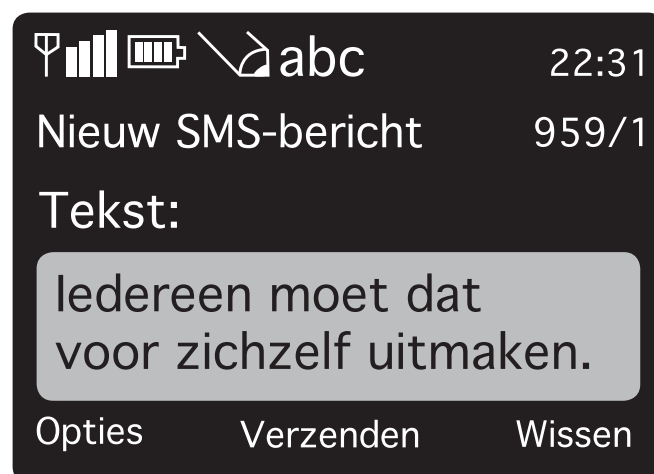 abc 22:31
Nieuw SMS-bericht 959/1
Tekst:
Iedereen moet dat
voor zichzelf uitmaken.
Opties Verzenden Wissen